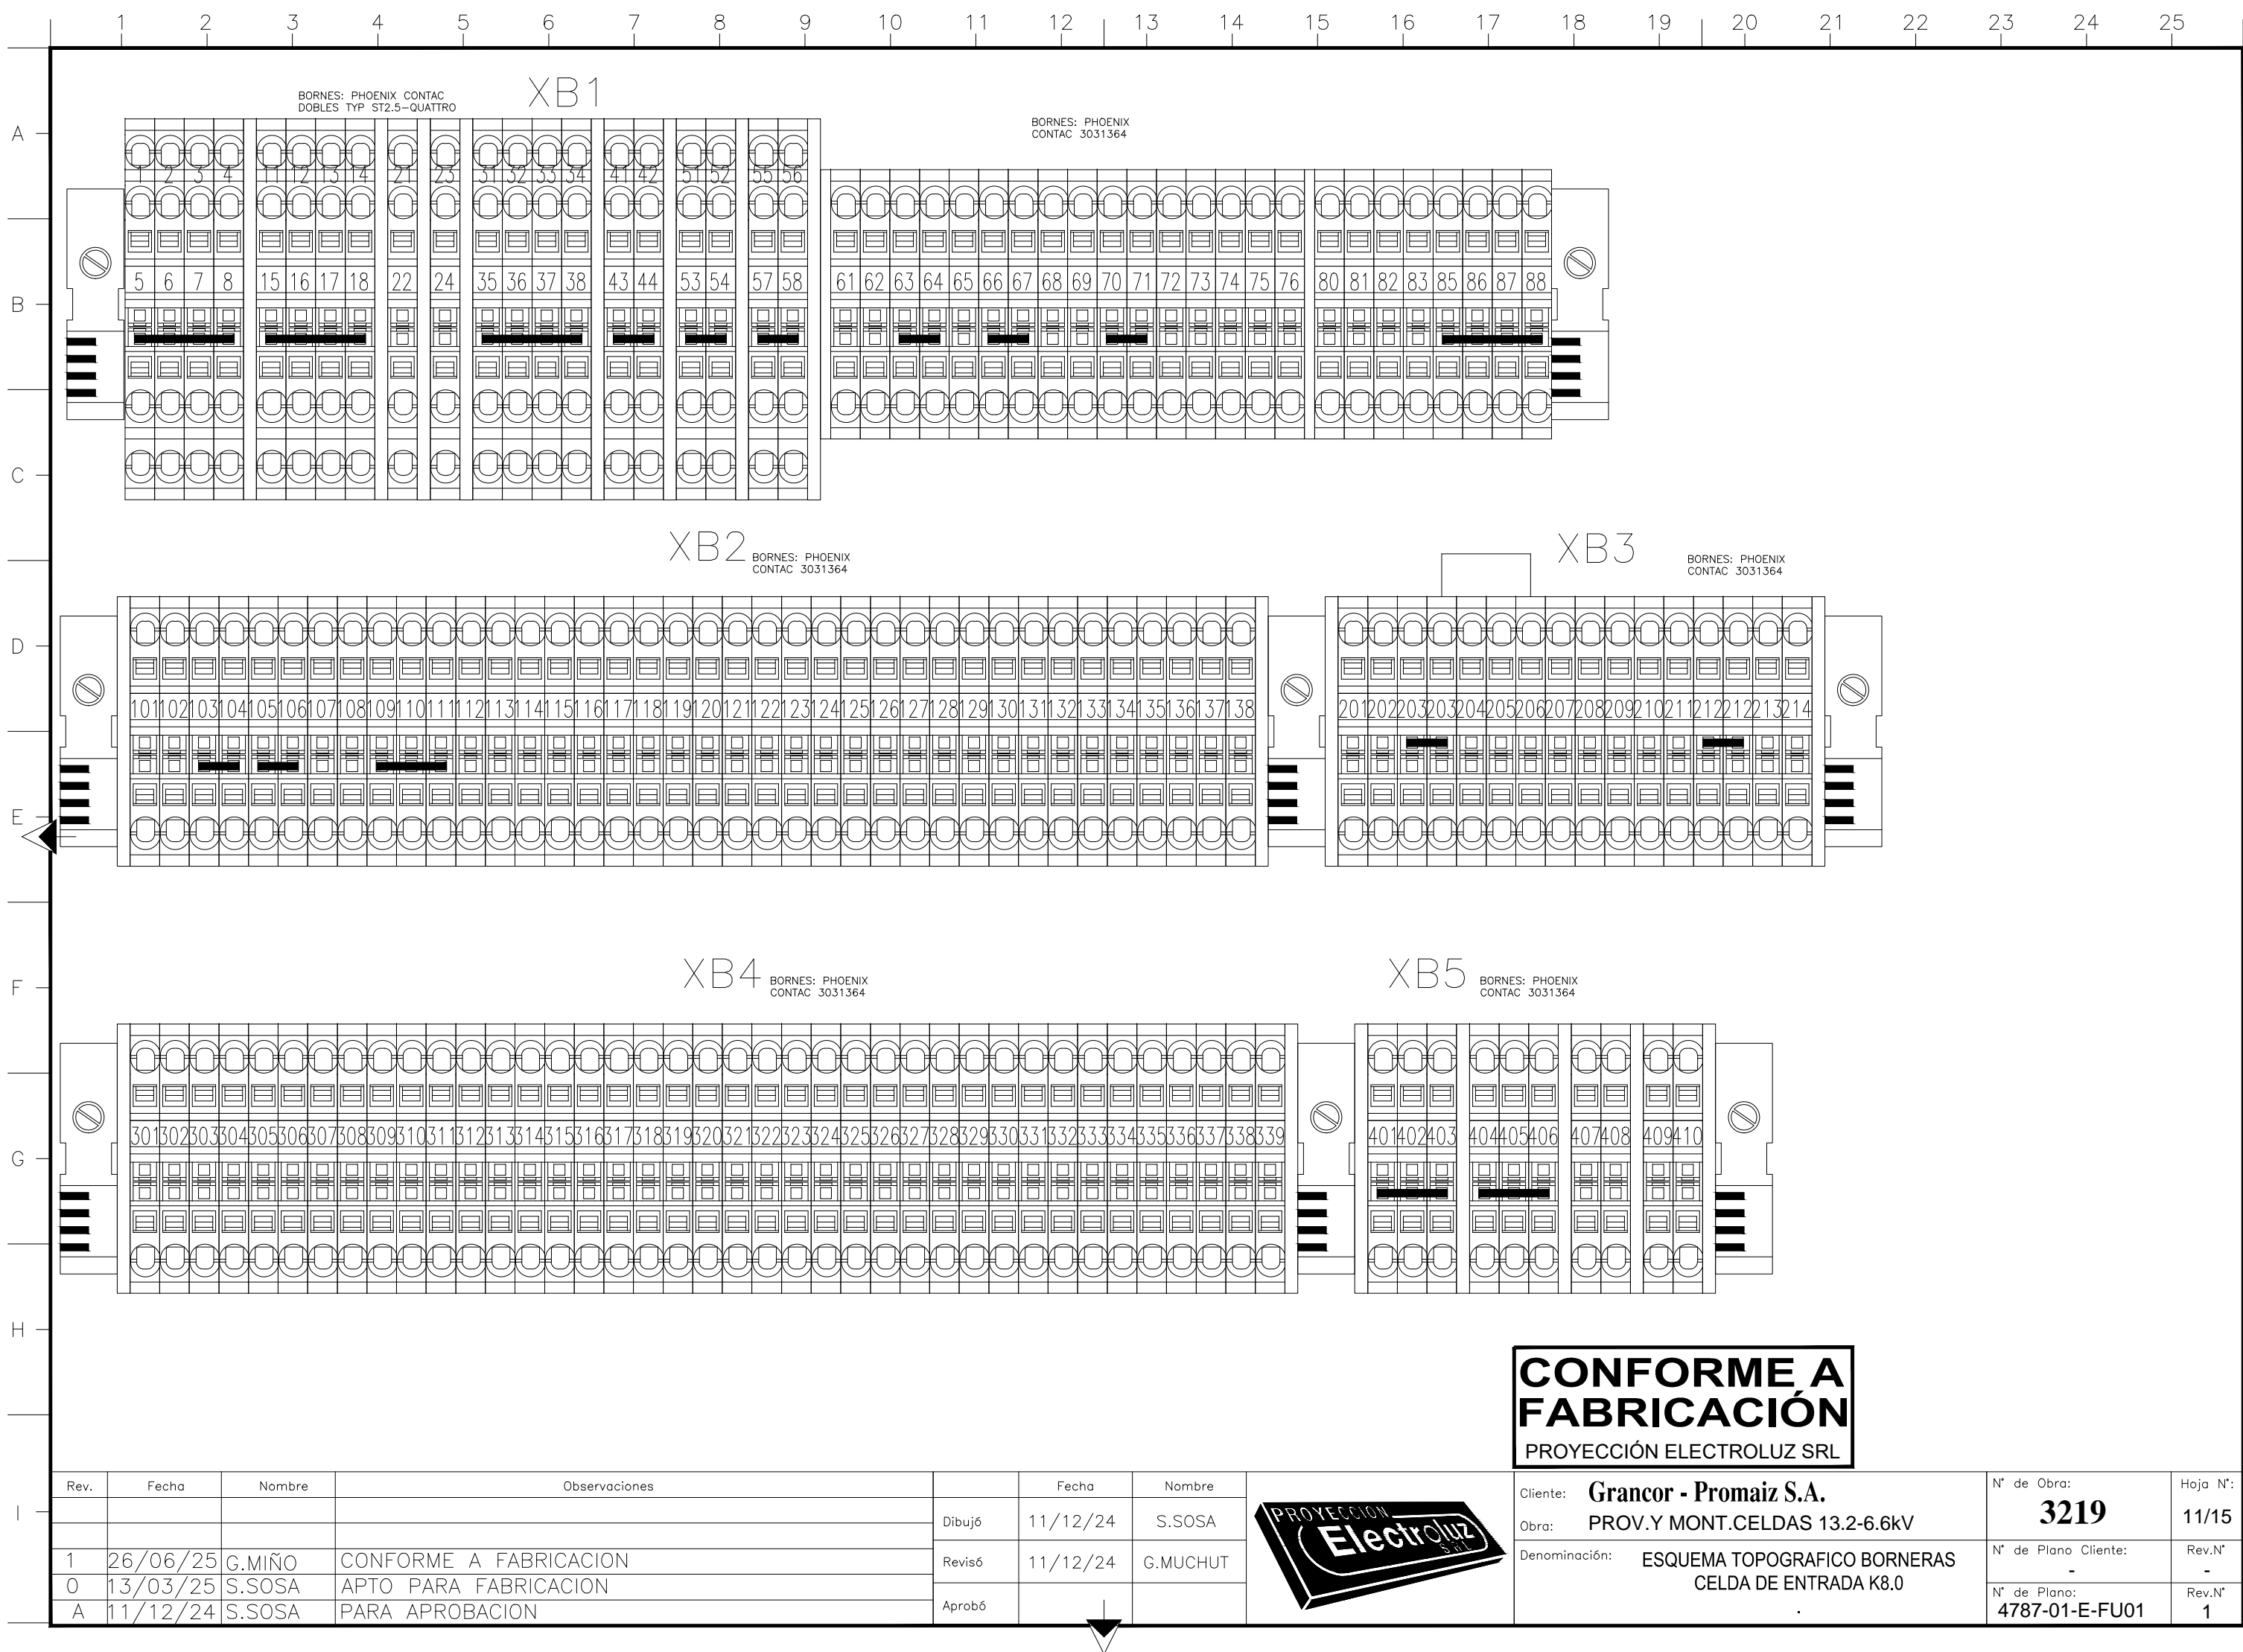 1 2 3 4 5 6 7 8 9 10 11 12 13 14 15 16 17 18 19 20 21 22 23 24 25
A
B
C
D
E
F
G
H
I
BORNES: PHOENIX CONTAC
DOBLES TYP ST2.5-QUATTRO
XB1
BORNES: PHOENIX
CONTAC 3031364
1 2 3 4 11 12 13 14 21 23 31 32 33 34 41 42 51 52 55 56
5 6 7 8 15 16 17 18 22 24 35 36 37 38 43 44 53 54 57 58 61 62 63 64 65 66 67 68 69 70 71 72 73 74 75 76 80 81 82 83 85 86 87 88
XB2
BORNES: PHOENIX
CONTAC 3031364
XB3
BORNES: PHOENIX
CONTAC 3031364
101 102 103 104 105 106 107 108 109 110 111 112 113 114 115 116 117 118 119 120 121 122 123 124 125 126 127 128 129 130 131 132 133 134 135 136 137 138
201 202 203 203 204 205 206 207 208 209 210 211 212 212 213 214
XB4
BORNES: PHOENIX
CONTAC 3031364
XB5
BORNES: PHOENIX
CONTAC 3031364
301 302 303 304 305 306 307 308 309 310 311 312 313 314 315 316 317 318 319 320 321 322 323 324 325 326 327 328 329 330 331 332 333 334 335 336 337 338 339
401 402 403 404 405 406 407 408 409 410
CONFORME A
FABRICACIÓN
PROYECCIÓN ELECTROLUZ SRL
Rev. Fecha Nombre Observaciones
1 26/06/25 G.MIÑO CONFORME A FABRICACION
0 13/03/25 S.SOSA APTO PARA FABRICACION
A 11/12/24 S.SOSA PARA APROBACION
Fecha Nombre
Dibujó 11/12/24 S.SOSA
Revisó 11/12/24 G.MUCHUT
Aprobó
PROYECCION
Electroluz
SRL
Cliente: Grancor - Promaiz S.A.
Obra: PROV.Y MONT.CELDAS 13.2-6.6kV
Denominación: ESQUEMA TOPOGRAFICO BORNERAS
CELDA DE ENTRADA K8.0
.
N° de Obra:
3219
Hoja N°:
11/15
N° de Plano Cliente:
-
Rev.N°
-
N° de Plano:
4787-01-E-FU01
Rev.N°
1